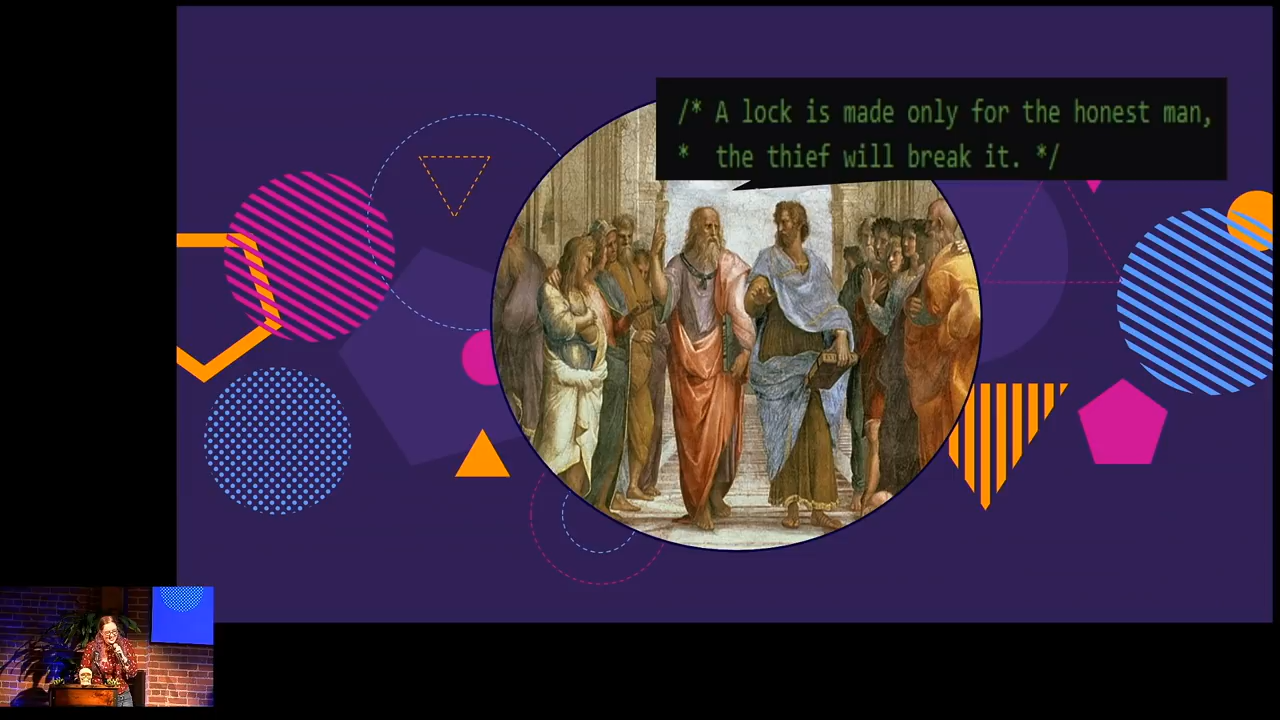 /* A lock is made only for the honest man,
*  the thief will break it. */